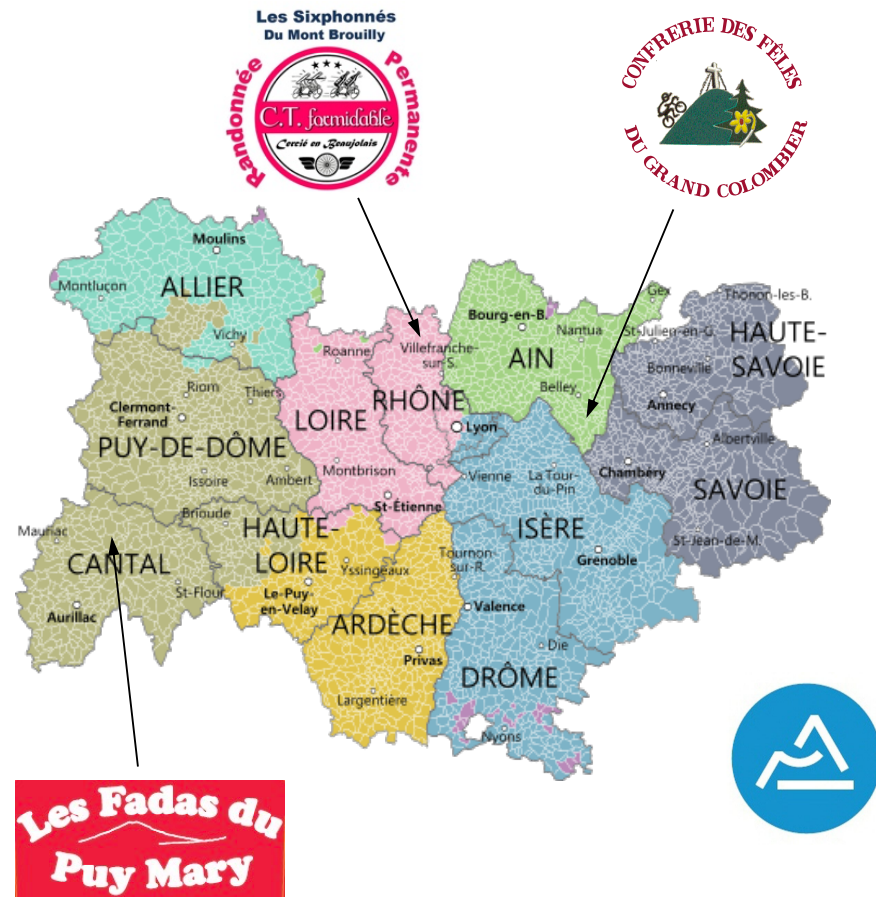 Les Sixphonnés
Du Mont Brouilly
Randonnée
Permanente
C.T. formidable
Cercié en Beaujolais
CONFRERIE DES FÊLES
DU GRAND COLOMBIER
Moulins
Montluçon
ALLIER
Vichy
Bourg-en-B.
Gex
Nantua
AIN
Belley
Thonon-les-B.
St-Julien-en-G.
HAUTE-
SAVOIE
Bonneville
Annecy
Roanne
Villefranche-
sur-S.
LOIRE
RHÔNE
Lyon
Montbrison
St-Étienne
Riom
Thiers
Clermont-
Ferrand
PUY-DE-DÔME
Issoire
Ambert
Albertville
Chambéry
SAVOIE
St-Jean-de-M.
Vienne
La Tour-
du-Pin
ISÈRE
Grenoble
Brioude
HAUTE-
LOIRE
Yssingeaux
Le-Puy-
en-Velay
Mauriac
CANTAL
St-Flour
Aurillac
Tournon-
sur-R.
ARDÈCHE
Privas
Largentière
Valence
Die
DRÔME
Nyons
Les Fadas du
Puy Mary